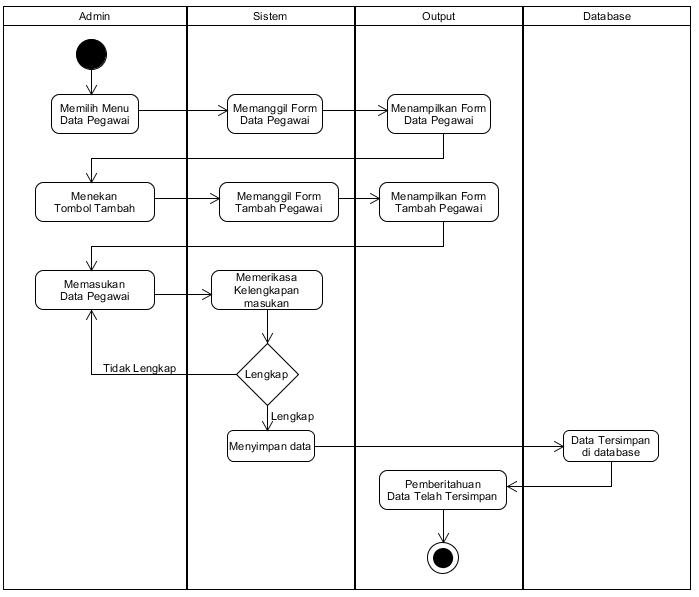 Admin
Sistem
Output
Database
Memilih Menu
Data Pegawai
Memanggil Form
Data Pegawai
Menampilkan Form
Data Pegawai
Menekan
Tombol Tambah
Memanggil Form
Tambah Pegawai
Menampilkan Form
Tambah Pegawai
Memasukan
Data Pegawai
Memerikasa
Kelengkapan
masukan
Tidak Lengkap
Lengkap
Lengkap
Menyimpan data
Data Tersimpan
di database
Pemberitahuan
Data Telah Tersimpan